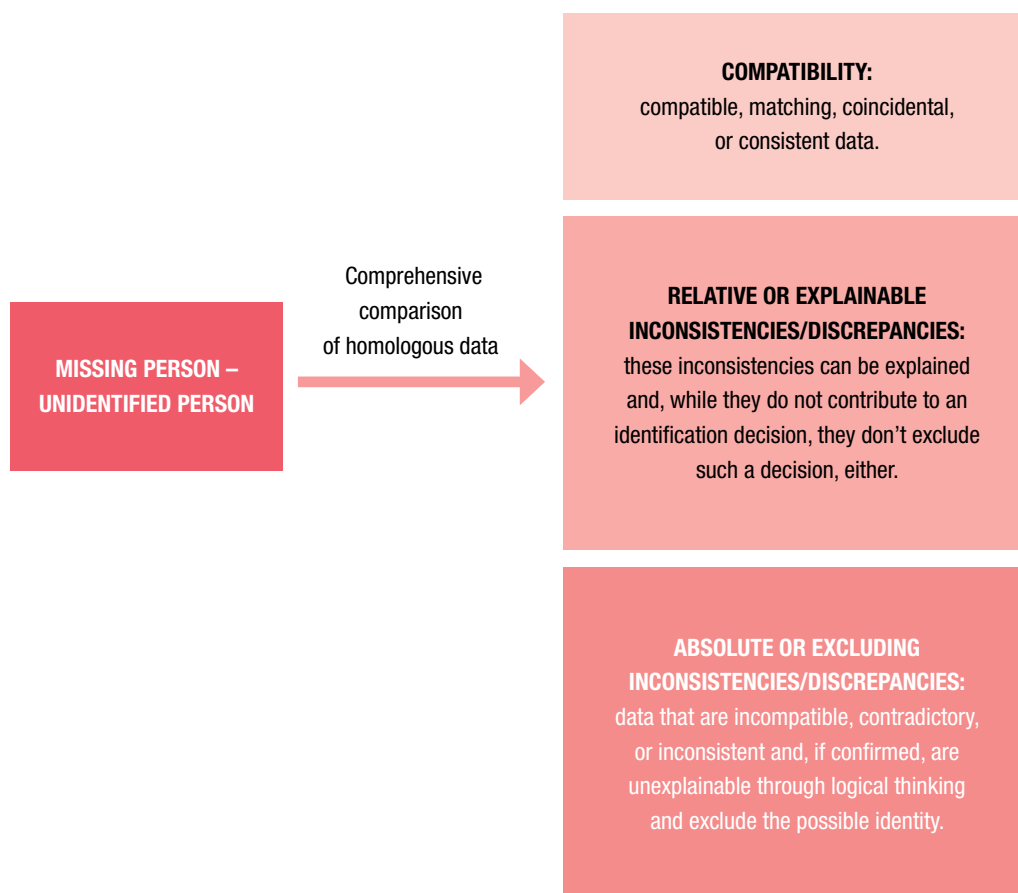 MISSING PERSON –
UNIDENTIFIED PERSON
Comprehensive
comparison
of homologous data
COMPATIBILITY:
compatible, matching, coincidental,
or consistent data.
RELATIVE OR EXPLAINABLE
INCONSISTENCIES/DISCREPANCIES:
these inconsistencies can be explained
and, while they do not contribute to an
identification decision, they don’t exclude
such a decision, either.
ABSOLUTE OR EXCLUDING
INCONSISTENCIES/DISCREPANCIES:
data that are incompatible, contradictory,
or inconsistent and, if confirmed, are
unexplainable through logical thinking
and exclude the possible identity.